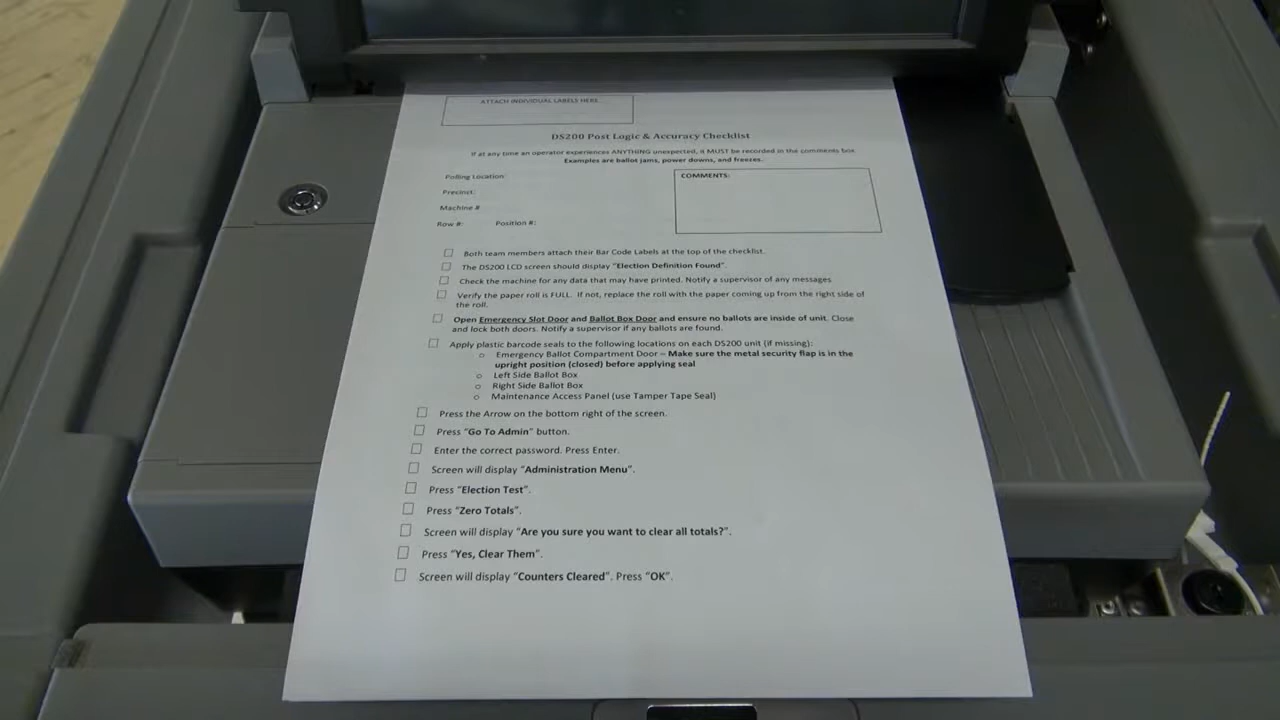 ATTACH INDIVIDUAL LABELS HERE
DS200 Post Logic & Accuracy Checklist
If at any time an operator experiences ANYTHING unexpected, it MUST be recorded in the comments box.
Examples are ballot jams, power downs, and freezes.
Polling Location:
COMMENTS:
Precinct:
Machine #
Row #: Position #:
Both team members attach their Bar Code Labels at the top of the checklist.
The DS200 LCD screen should display "Election Definition Found".
Check the machine for any data that may have printed. Notify a supervisor of any messages.
Verify the paper roll is FULL. If not, replace the roll with the paper coming up from the right side of
the roll.
Open Emergency Slot Door and Ballot Box Door and ensure no ballots are inside of unit. Close
and lock both doors. Notify a supervisor if any ballots are found.
Apply plastic barcode seals to the following locations on each DS200 unit (if missing):
o Emergency Ballot Compartment Door – Make sure the metal security flap is in the
upright position (closed) before applying seal
o Left Side Ballot Box
o Right Side Ballot Box
o Maintenance Access Panel (use Tamper Tape Seal)
Press the Arrow on the bottom right of the screen.
Press "Go To Admin" button.
Enter the correct password. Press Enter.
Screen will display "Administration Menu".
Press "Election Test".
Press "Zero Totals".
Screen will display "Are you sure you want to clear all totals?".
Press "Yes, Clear Them".
Screen will display "Counters Cleared". Press "OK".